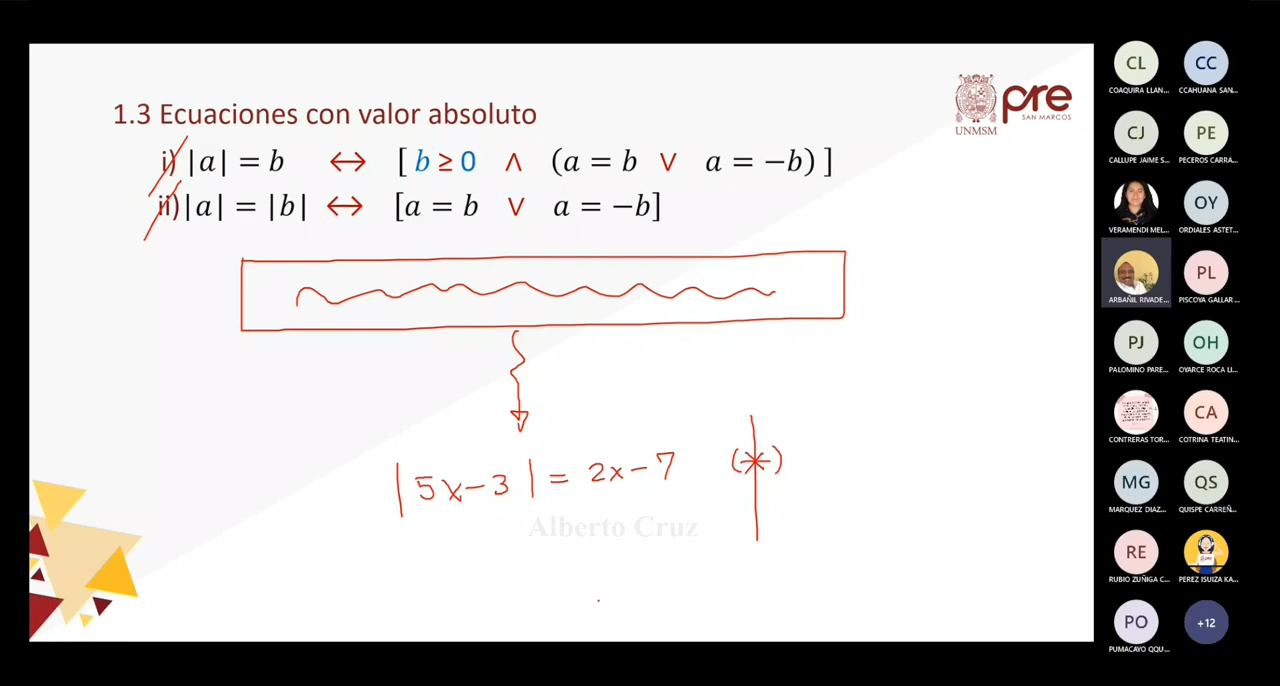 1.3 Ecuaciones con valor absoluto
UNMSM
pre
SAN MARCOS
i) |a| = b ↔ [ b ≥ 0 ∧ (a = b ∨ a = −b) ]
ii) |a| = |b| ↔ [a = b ∨ a = −b]
|5x−3| = 2x−7 (*)
Alberto Cruz
CL
COAQUIRA LLAN...
CC
CCAHUANA SAN...
CJ
CALLUPE JAIME S...
PE
PECEROS CARRA...
VERAMENDI MEL...
OY
ORDIALES ASTET...
ARBAÑIL RIVADE...
PL
PISCOYA GALLAR...
PJ
PALOMINO PARE...
OH
OYARCE ROCA LI...
CONTRERAS TOR...
CA
COTRINA TEATIN...
MG
MARQUEZ DIAZ...
QS
QUISPE CARREÑ...
RE
RUBIO ZUÑIGA C...
PEREZ ISUIZA KA...
PO
PUMACAYO QQU...
+12